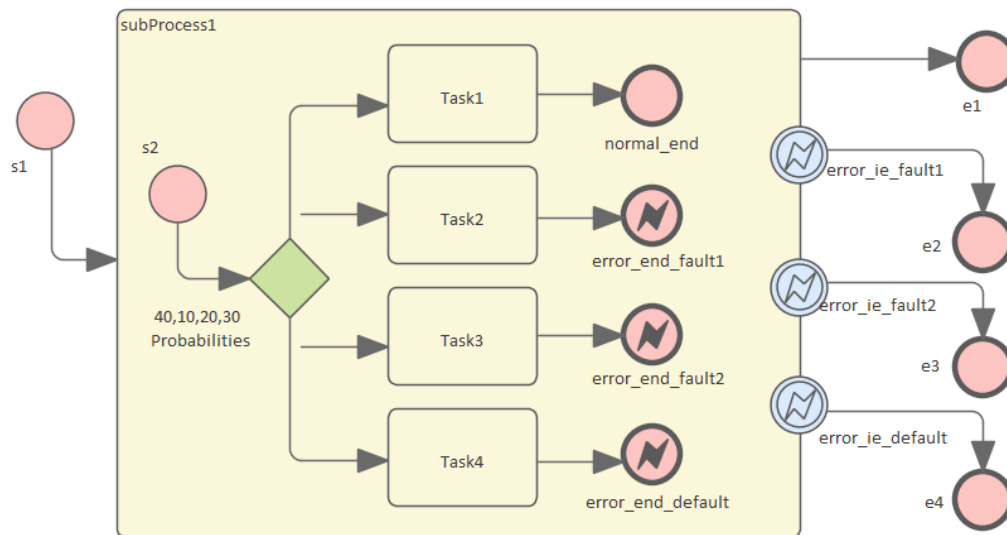 subProcess1
s1
s2
40,10,20,30
Probabilities
Task1
normal_end
Task2
error_end_fault1
Task3
error_end_fault2
Task4
error_end_default
e1
error_ie_fault1
e2
error_ie_fault2
e3
error_ie_default
e4